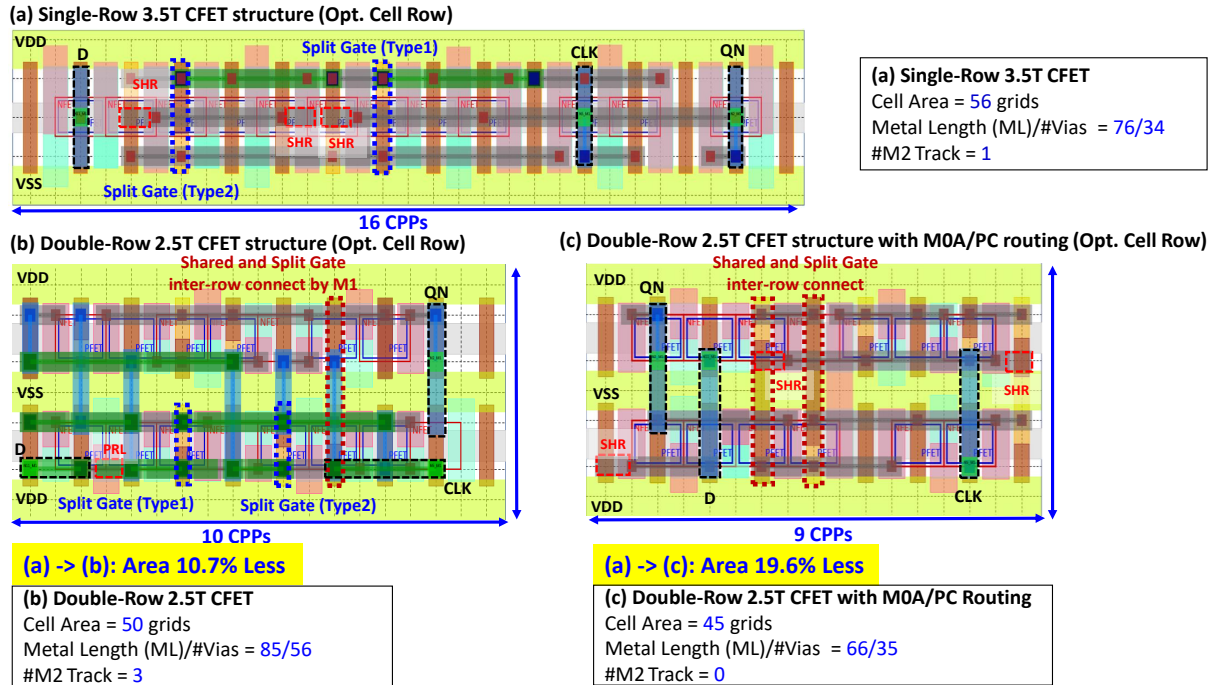 (a) Single-Row 3.5T CFET structure (Opt. Cell Row)
VDD
D
Split Gate (Type1)
CLK
QN
SHR
NFET
PFET
SHR
SHR
VSS
Split Gate (Type2)
16 CPPs
(a) Single-Row 3.5T CFET
Cell Area = 56 grids
Metal Length (ML)/#Vias = 76/34
#M2 Track = 1
(b) Double-Row 2.5T CFET structure (Opt. Cell Row)
VDD
Shared and Split Gate
inter-row connect by M1
QN
NFET
PFET
VSS
D
PRL
VDD
Split Gate (Type1)
Split Gate (Type2)
CLK
10 CPPs
(a) -> (b): Area 10.7% Less
(b) Double-Row 2.5T CFET
Cell Area = 50 grids
Metal Length (ML)/#Vias = 85/56
#M2 Track = 3
(c) Double-Row 2.5T CFET structure with M0A/PC routing (Opt. Cell Row)
VDD
Shared and Split Gate
inter-row connect
QN
NFET
PFET
SHR
SHR
VSS
SHR
VDD
D
CLK
9 CPPs
(a) -> (c): Area 19.6% Less
(c) Double-Row 2.5T CFET with M0A/PC Routing
Cell Area = 45 grids
Metal Length (ML)/#Vias = 66/35
#M2 Track = 0